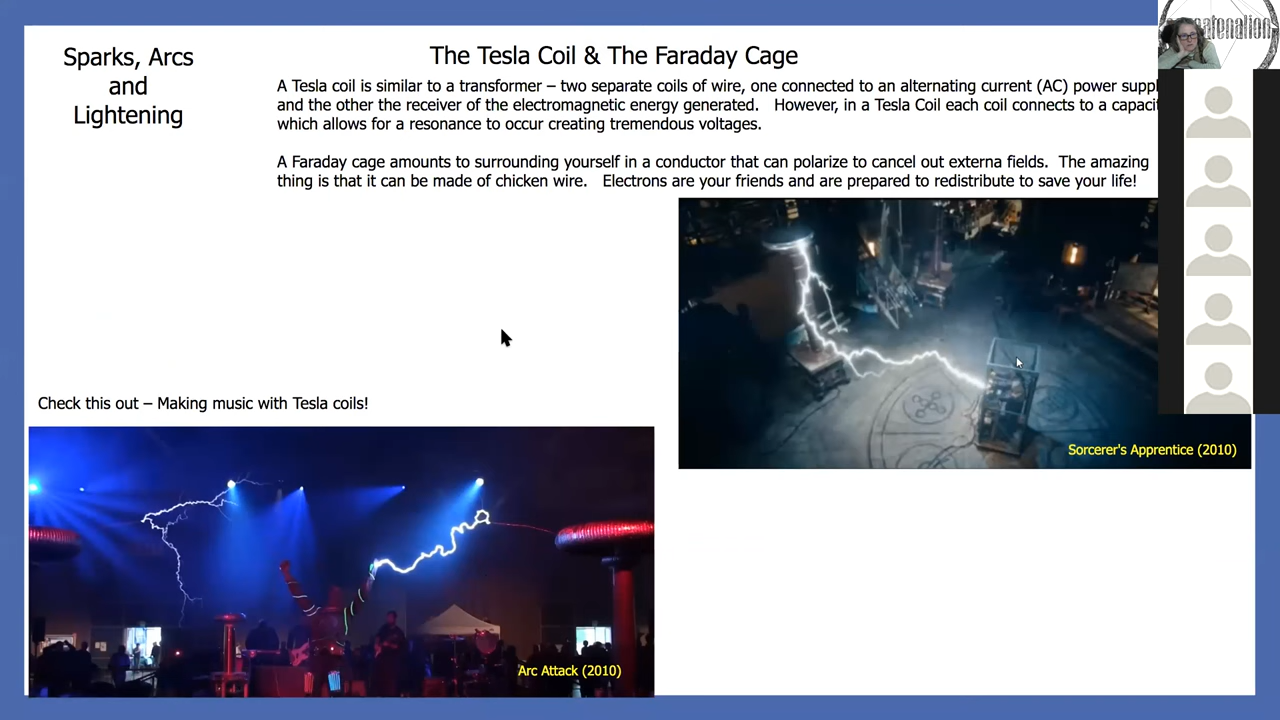 Sparks, Arcs
and
Lightening
The Tesla Coil & The Faraday Cage
A Tesla coil is similar to a transformer – two separate coils of wire, one connected to an alternating current (AC) power
and the other the receiver of the electromagnetic energy generated. However, in a Tesla Coil each coil connects to a
which allows for a resonance to occur creating tremendous voltages.
A Faraday cage amounts to surrounding yourself in a conductor that can polarize to cancel out externa fields. The amazing
thing is that it can be made of chicken wire. Electrons are your friends and are prepared to redistribute to save your life!
Sorcerer's Apprentice (2010)
Check this out – Making music with Tesla coils!
Arc Attack (2010)